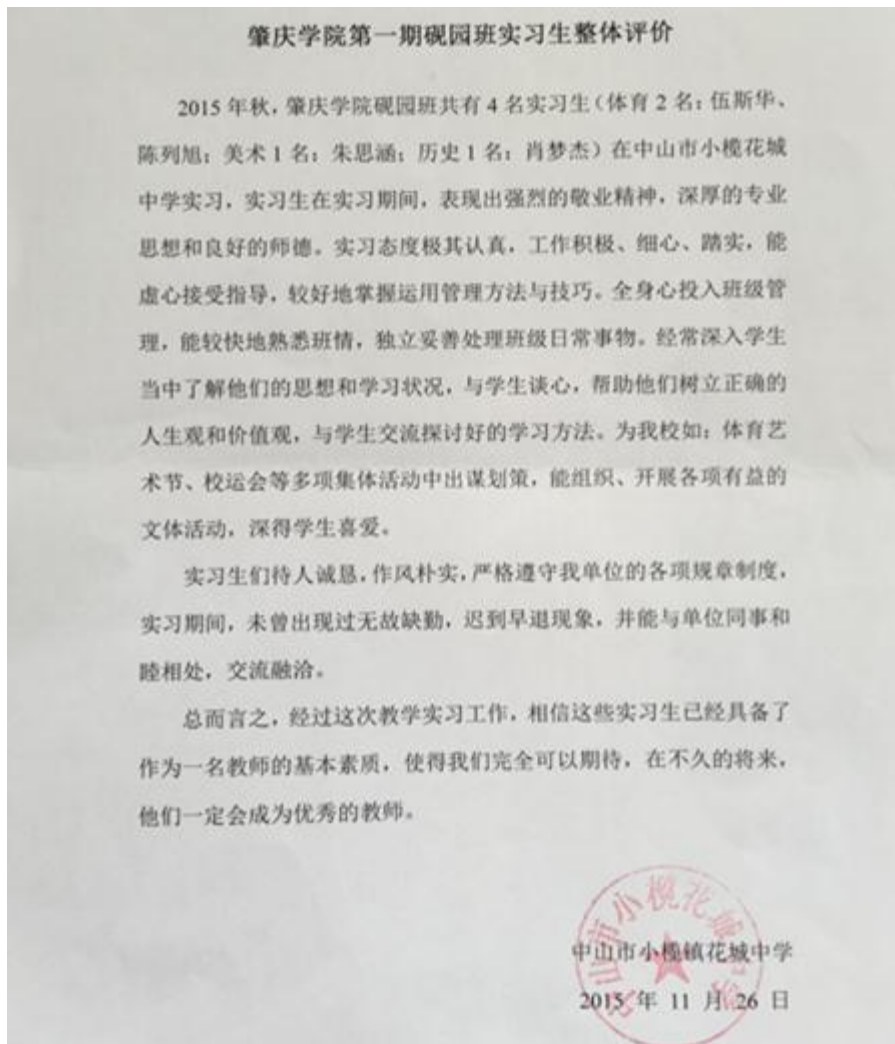 肇庆学院第一期砚园班实习生整体评价
2015 年秋，肇庆学院砚园班共有 4 名实习生（体育 2 名：伍斯华、
陈列旭；美术 1 名：朱思涵；历史 1 名：肖梦杰）在中山市小榄花城
中学实习，实习生在实习期间，表现出强烈的敬业精神，深厚的专业
思想和良好的师德。实习态度极其认真，工作积极、细心、踏实，能
虚心接受指导，较好地掌握运用管理方法与技巧。全身心投入班级管
理，能较快地熟悉班情，独立妥善处理班级日常事物。经常深入学生
当中了解他们的思想和学习状况，与学生谈心，帮助他们树立正确的
人生观和价值观，与学生交流探讨好的学习方法。为我校如：体育艺
术节、校运会等多项集体活动中出谋划策，能组织、开展各项有益的
文体活动，深得学生喜爱。
实习生们待人诚恳，作风朴实，严格遵守我单位的各项规章制度，
实习期间，未曾出现过无故缺勤，迟到早退现象，并能与单位同事和
睦相处，交流融洽。
总而言之，经过这次教学实习工作，相信这些实习生已经具备了
作为一名教师的基本素质，使得我们完全可以期待，在不久的将来，
他们一定会成为优秀的教师。
中山市小榄花城中学
中山市小榄镇花城中学
2015 年 11 月 26 日